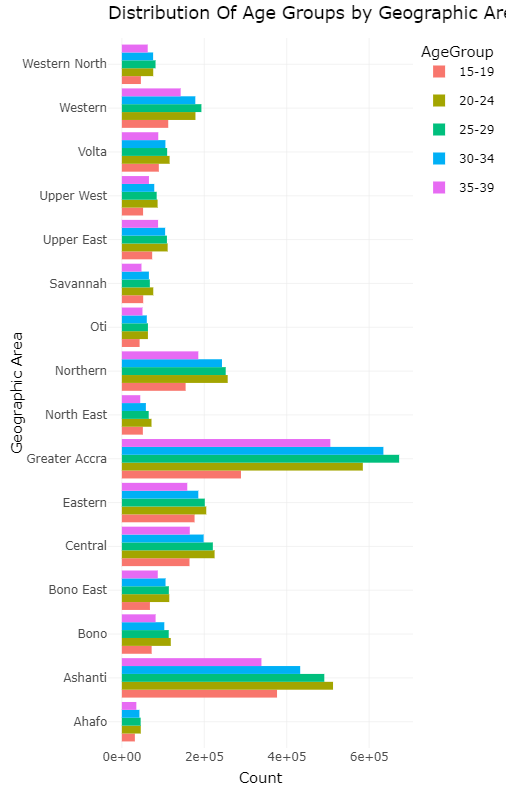 Distribution Of Age Groups by Geographic Are
AgeGroup
15-19
20-24
25-29
30-34
35-39
Geographic Area
Western North
Western
Volta
Upper West
Upper East
Savannah
Oti
Northern
North East
Greater Accra
Eastern
Central
Bono East
Bono
Ashanti
Ahafo
0e+00 2e+05 4e+05 6e+05
Count